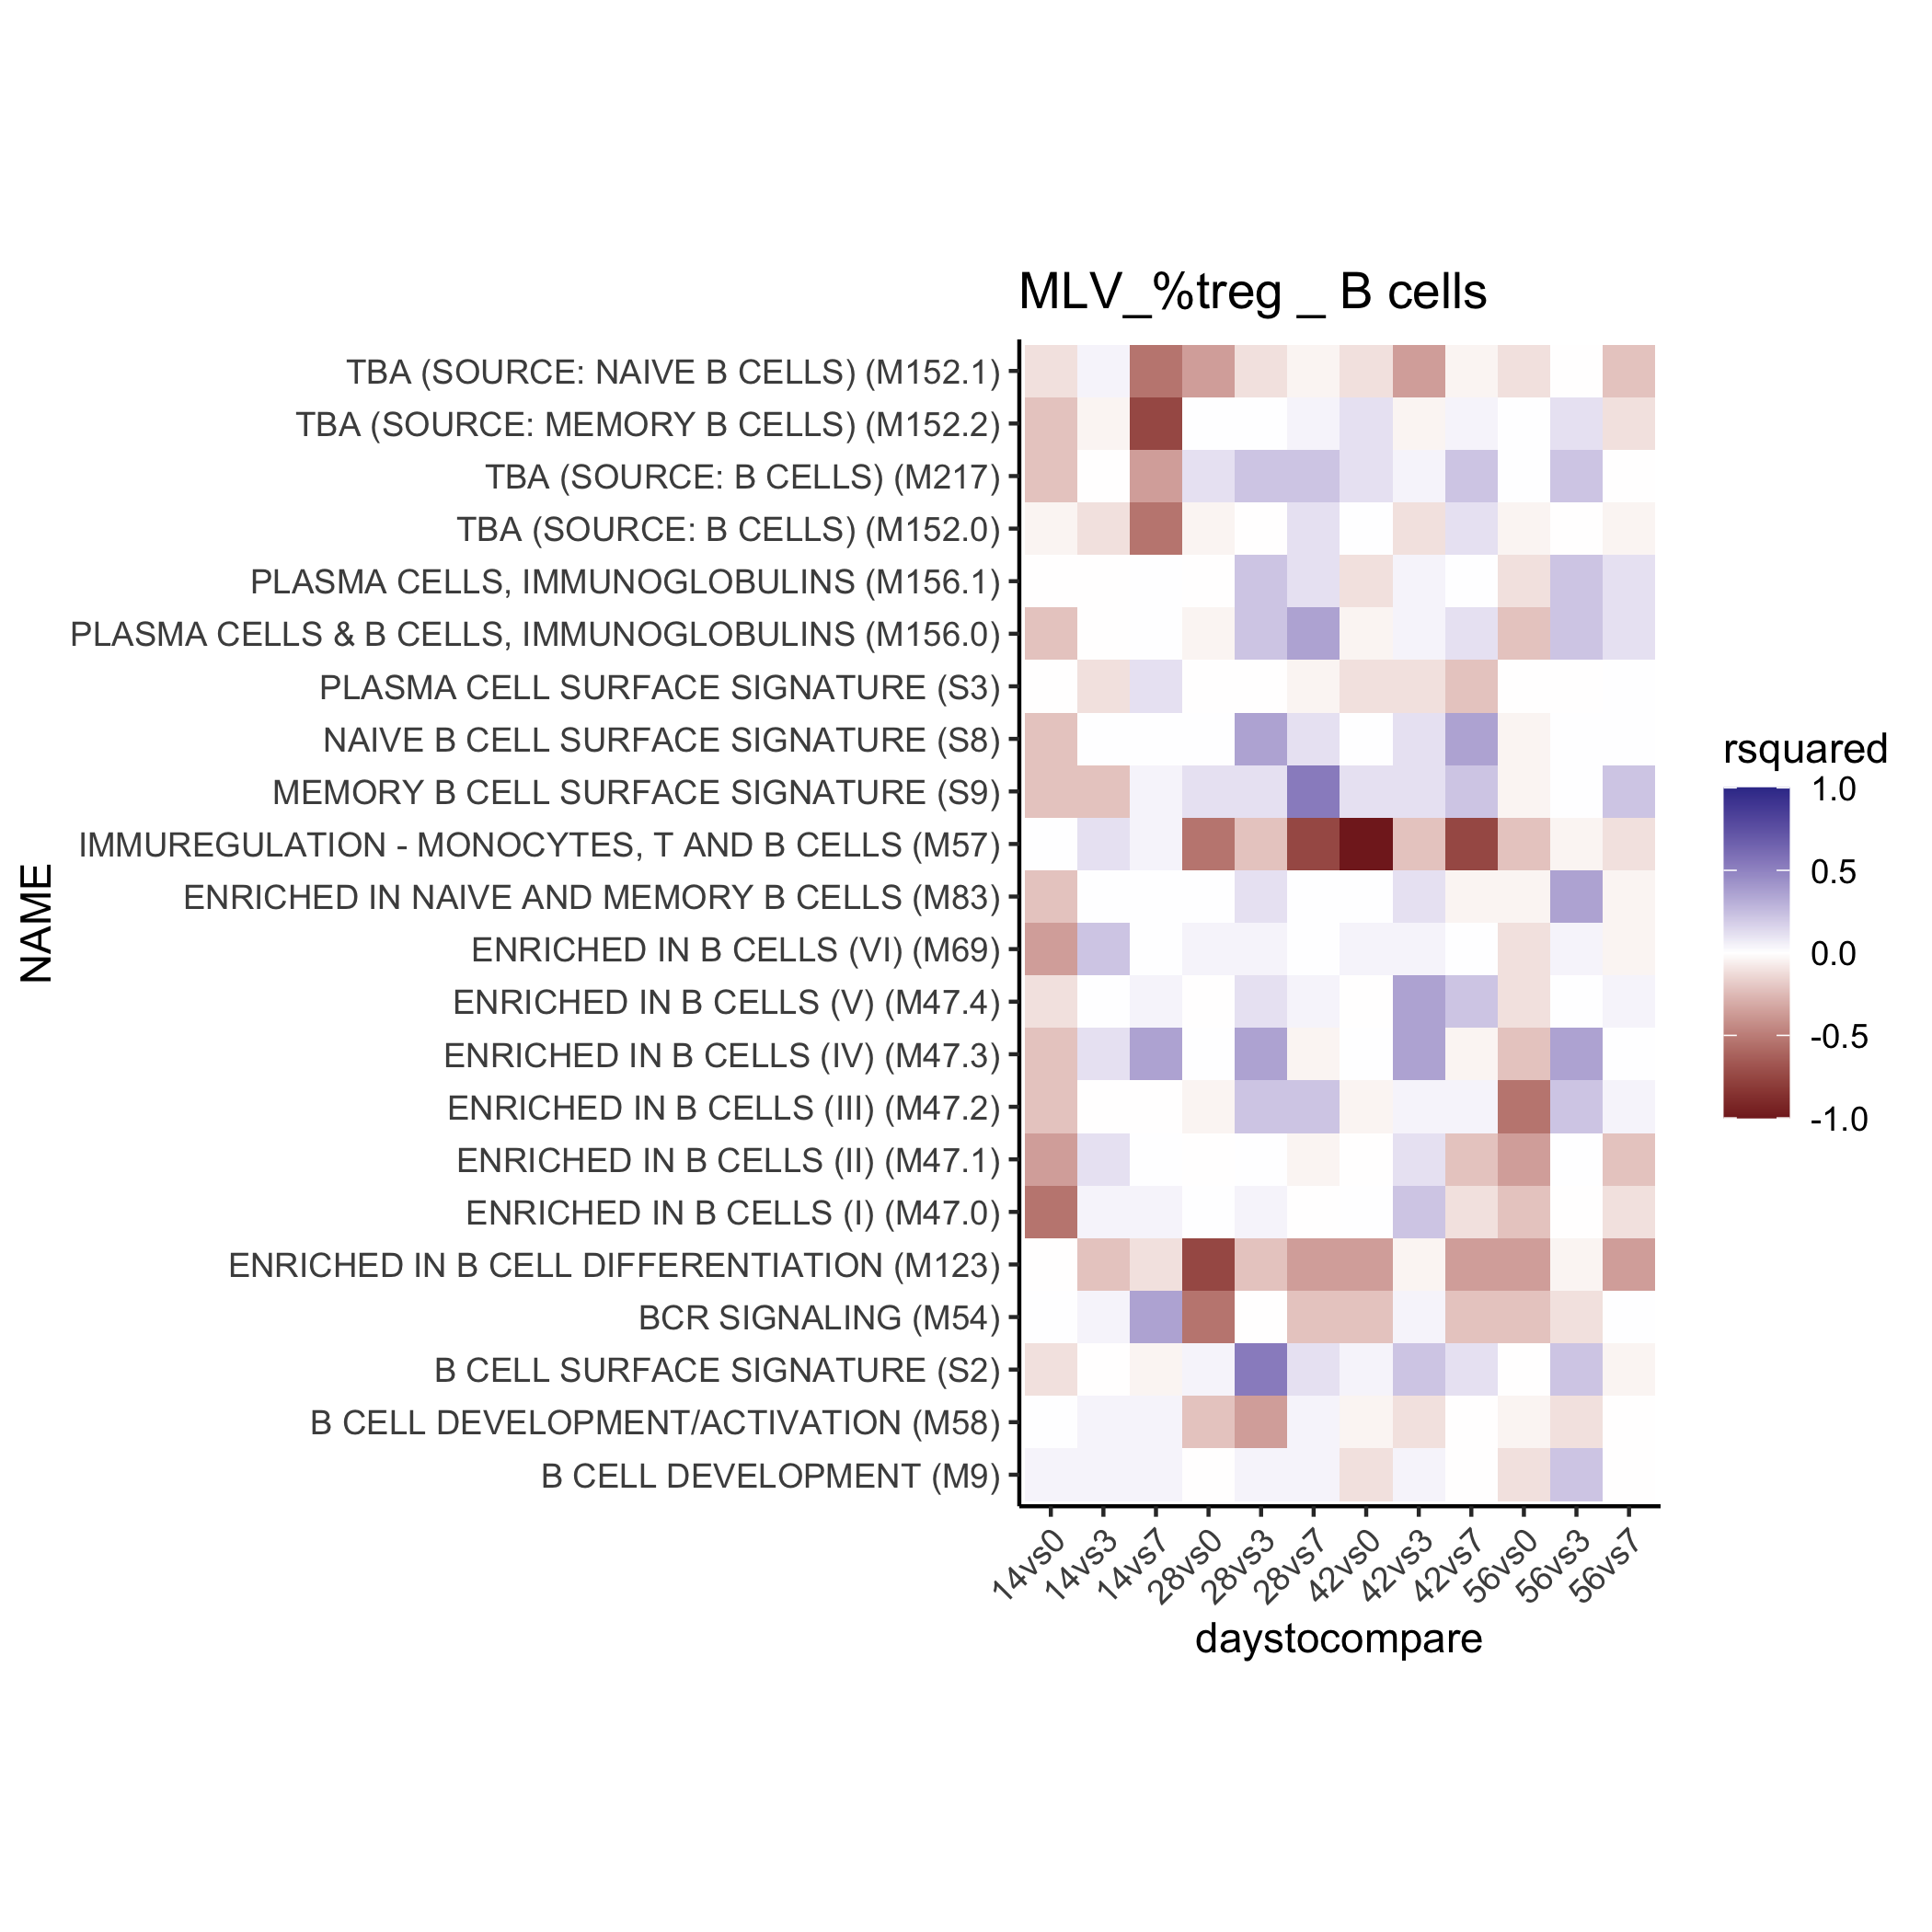 MLV_%treg _ B cells
TBA (SOURCE: NAIVE B CELLS) (M152.1)
TBA (SOURCE: MEMORY B CELLS) (M152.2)
TBA (SOURCE: B CELLS) (M217)
TBA (SOURCE: B CELLS) (M152.0)
PLASMA CELLS, IMMUNOGLOBULINS (M156.1)
PLASMA CELLS & B CELLS, IMMUNOGLOBULINS (M156.0)
PLASMA CELL SURFACE SIGNATURE (S3)
NAIVE B CELL SURFACE SIGNATURE (S8)
MEMORY B CELL SURFACE SIGNATURE (S9)
IMMUREGULATION - MONOCYTES, T AND B CELLS (M57)
ENRICHED IN NAIVE AND MEMORY B CELLS (M83)
ENRICHED IN B CELLS (VI) (M69)
ENRICHED IN B CELLS (V) (M47.4)
ENRICHED IN B CELLS (IV) (M47.3)
ENRICHED IN B CELLS (III) (M47.2)
ENRICHED IN B CELLS (II) (M47.1)
ENRICHED IN B CELLS (I) (M47.0)
ENRICHED IN B CELL DIFFERENTIATION (M123)
BCR SIGNALING (M54)
B CELL SURFACE SIGNATURE (S2)
B CELL DEVELOPMENT/ACTIVATION (M58)
B CELL DEVELOPMENT (M9)
NAME
14vs0
14vs3
14vs7
28vs0
28vs3
28vs7
42vs0
42vs3
42vs7
56vs0
56vs3
56vs7
daystocompare
rsquared
1.0
0.5
0.0
-0.5
-1.0